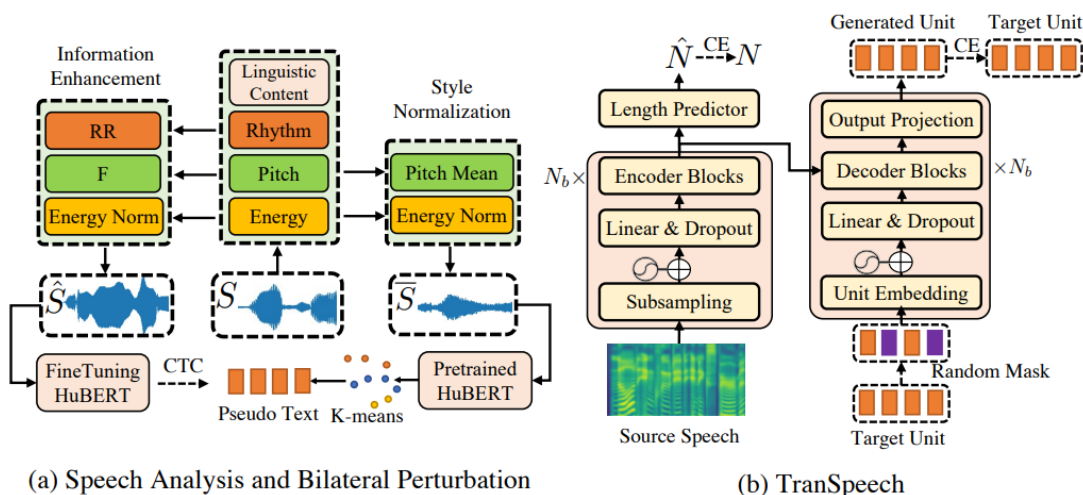 Information
Enhancement
RR
F
Energy Norm
Linguistic
Content
Rhythm
Pitch
Energy
Style
Normalization
Pitch Mean
Energy Norm
Ŝ
S
S̅
FineTuning
HuBERT
CTC
Pseudo Text
K-means
Pretrained
HuBERT
(a) Speech Analysis and Bilateral Perturbation
N̂
CE
N
Length Predictor
N_b ×
Encoder Blocks
Linear & Dropout
Subsampling
Source Speech
Generated Unit
CE
Target Unit
Output Projection
Decoder Blocks
× N_b
Linear & Dropout
Unit Embedding
Random Mask
Target Unit
(b) TranSpeech